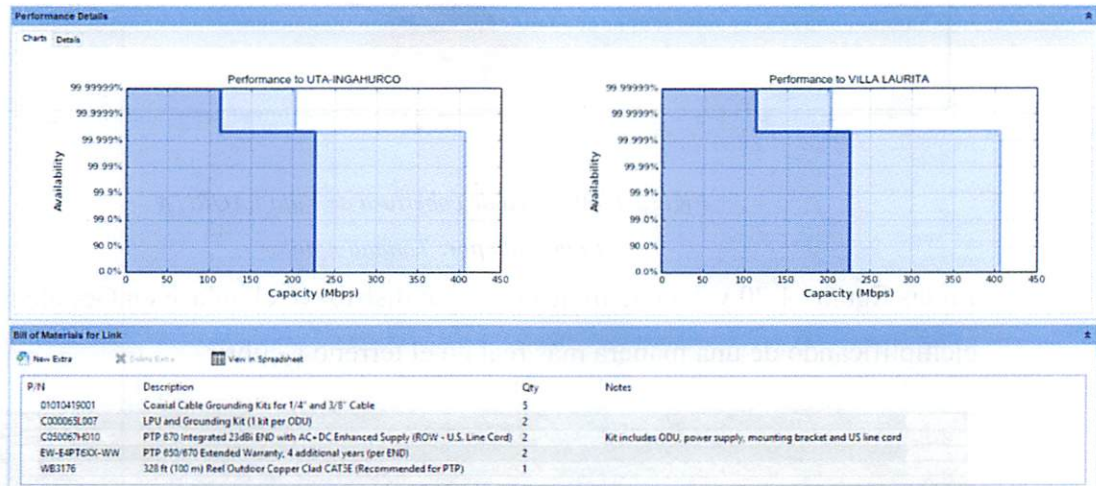 Performance Details
Charts Details
Performance to UTA-INGAHURCO
Availability
99.99999%
99.9999%
99.999%
99.99%
99.9%
99.0%
90.0%
0.0%
0 50 100 150 200 250 300 350 400 450
Capacity (Mbps)
Performance to VILLA LAURITA
Availability
99.99999%
99.9999%
99.999%
99.99%
99.9%
99.0%
90.0%
0.0%
0 50 100 150 200 250 300 350 400 450
Capacity (Mbps)
Bill of Materials for Link
New Extra Delete Extra View in Spreadsheet
P/N Description Qty Notes
01010419001 Coaxial Cable Grounding Kits for 1/4" and 3/8" Cable 5
C000065L007 LPU and Grounding Kit (1 kit per ODU) 2
C050067H010 PTP 670 Integrated 23dBi END with AC+DC Enhanced Supply (ROW - U.S. Line Cord) 2 Kit includes ODU, power supply, mounting bracket and US line cord
EW-E4PT6XX-WW PTP 650/670 Extended Warranty, 4 additional years (per END) 2
WB3176 328 ft (100 m) Reel Outdoor Copper Clad CAT5E (Recommended for PTP) 1